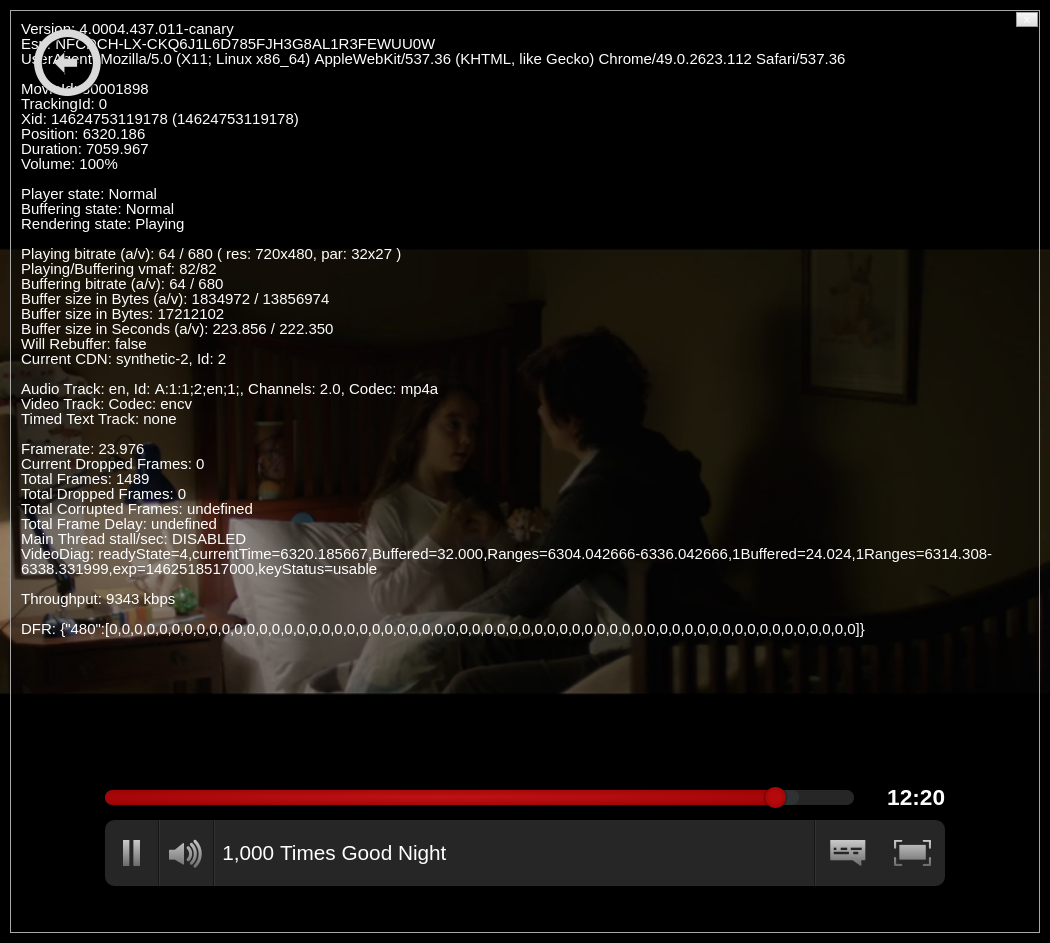 Version: 4.0004.437.011-canary
UserAgent: Mozilla/5.0 (X11; Linux x86_64) AppleWebKit/537.36 (KHTML, like Gecko) Chrome/49.0.2623.112 Safari/537.36
TrackingId: 0
Xid: 14624753119178 (14624753119178)
Position: 6320.186
Duration: 7059.967
Volume: 100%
Player state: Normal
Buffering state: Normal
Rendering state: Playing
Playing bitrate (a/v): 64 / 680 ( res: 720x480, par: 32x27 )
Playing/Buffering vmaf: 82/82
Buffering bitrate (a/v): 64 / 680
Buffer size in Bytes (a/v): 1834972 / 13856974
Buffer size in Bytes: 17212102
Buffer size in Seconds (a/v): 223.856 / 222.350
Will Rebuffer: false
Current CDN: synthetic-2, Id: 2
Audio Track: en, Id: A:1:1;2;en;1;, Channels: 2.0, Codec: mp4a
Video Track: Codec: encv
Timed Text Track: none
Framerate: 23.976
Current Dropped Frames: 0
Total Frames: 1489
Total Dropped Frames: 0
Total Corrupted Frames: undefined
Total Frame Delay: undefined
Main Thread stall/sec: DISABLED
VideoDiag: readyState=4,currentTime=6320.185667,Buffered=32.000,Ranges=6304.042666-6336.042666,1Buffered=24.024,1Ranges=6314.308-
6338.331999,exp=1462518517000,keyStatus=usable
Throughput: 9343 kbps
DFR: {"480":[0,0,0,0,0,0,0,0,0,0,0,0,0,0,0,0,0,0,0,0,0,0,0,0,0,0,0,0,0,0,0,0,0,0,0,0,0,0,0,0,0,0,0,0,0,0,0,0,0,0,0,0,0,0,0,0,0,0,0,0]}
12:20
1,000 Times Good Night